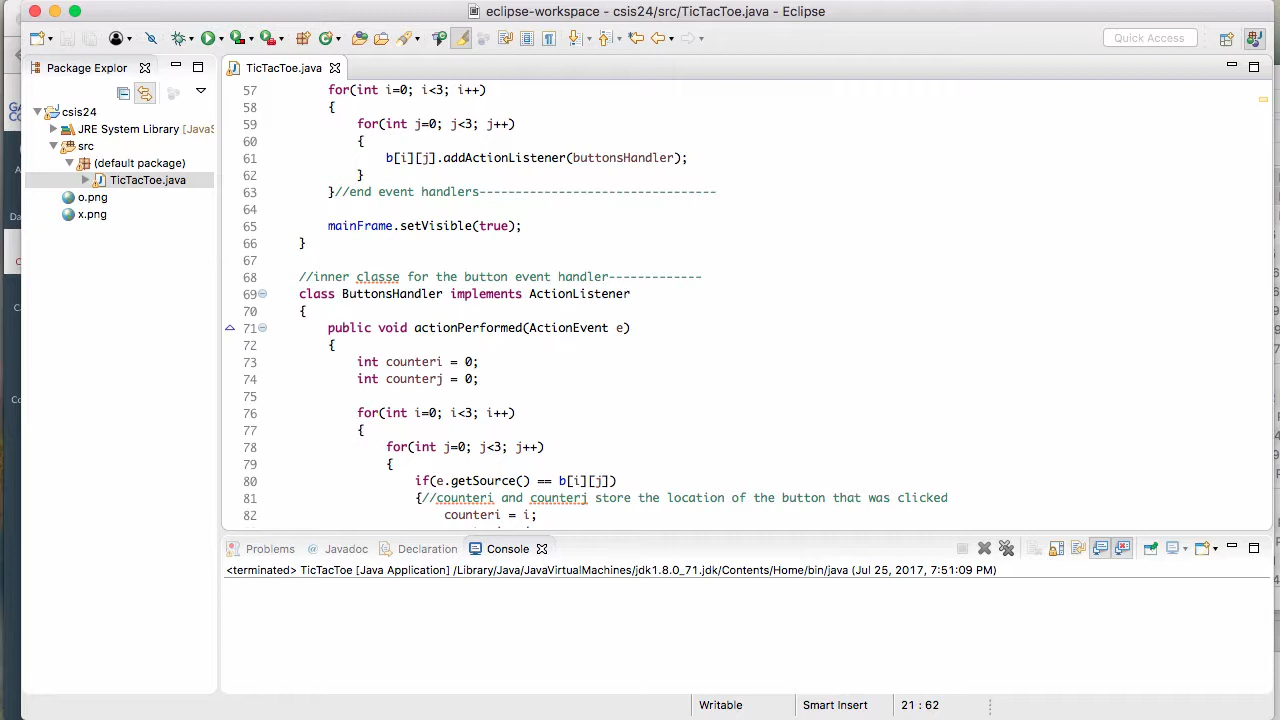 eclipse-workspace - csis24/src/TicTacToe.java - Eclipse
Quick Access
Package Explor
TicTacToe.java
csis24
JRE System Library [JavaS
src
(default package)
TicTacToe.java
o.png
x.png
57 for(int i=0; i<3; i++)
58 {
59 for(int j=0; j<3; j++)
60 {
61 b[i][j].addActionListener(buttonsHandler);
62 }
63 }//end event handlers---------------------------------
64
65 mainFrame.setVisible(true);
66 }
67
68 //inner classe for the button event handler-------------
69 class ButtonsHandler implements ActionListener
70 {
71 public void actionPerformed(ActionEvent e)
72 {
73 int counteri = 0;
74 int counterj = 0;
75
76 for(int i=0; i<3; i++)
77 {
78 for(int j=0; j<3; j++)
79 {
80 if(e.getSource() == b[i][j])
81 {//counteri and counterj store the location of the button that was clicked
82 counteri = i;
Problems
Javadoc
Declaration
Console
<terminated> TicTacToe [Java Application] /Library/Java/JavaVirtualMachines/jdk1.8.0_71.jdk/Contents/Home/bin/java (Jul 25, 2017, 7:51:09 PM)
Writable
Smart Insert
21 : 62